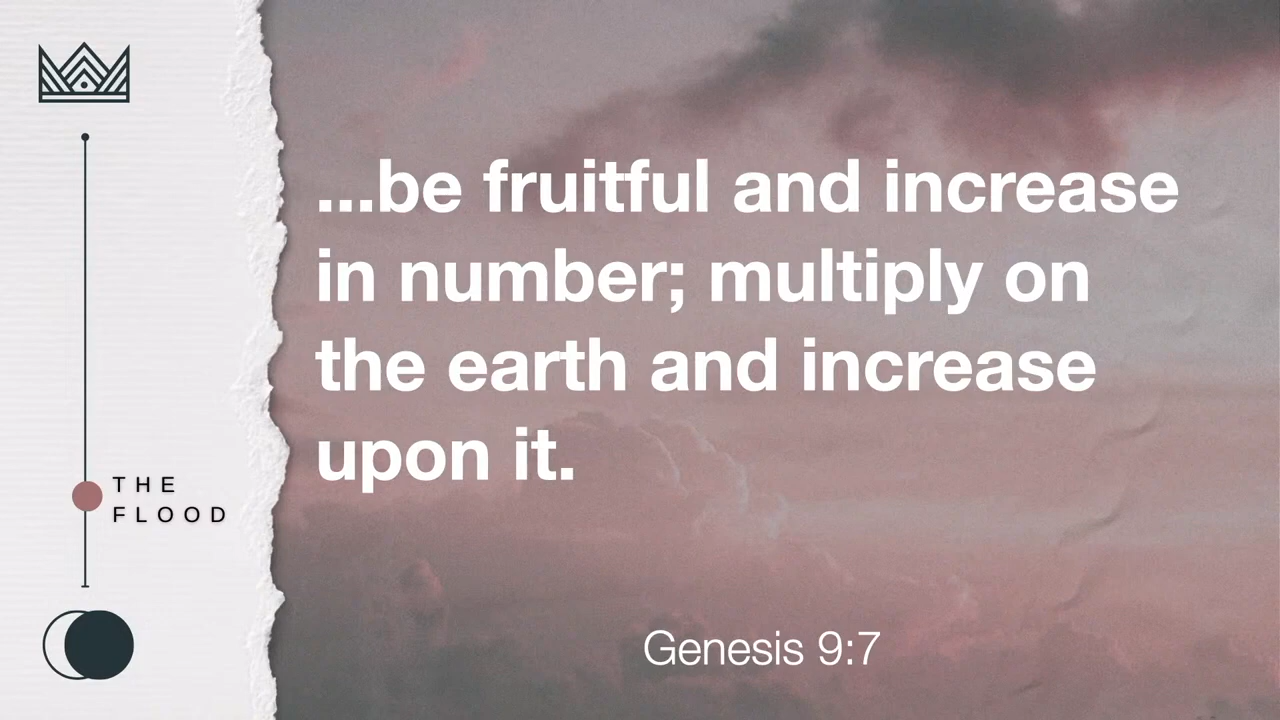 THE
FLOOD
...be fruitful and increase
in number; multiply on
the earth and increase
upon it.
Genesis 9:7